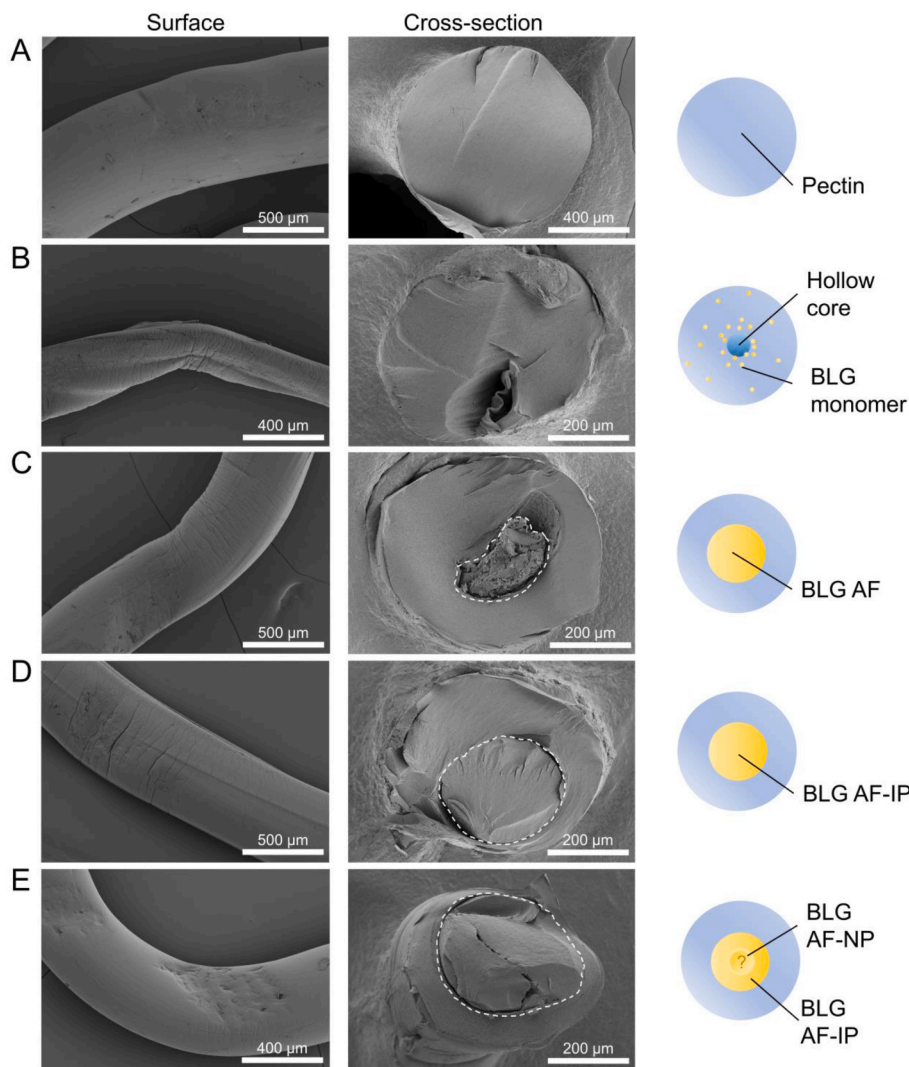 Surface
Cross-section
A
500 µm
400 µm
Pectin
B
400 µm
200 µm
Hollow
core
BLG
monomer
C
500 µm
200 µm
BLG AF
D
500 µm
200 µm
BLG AF-IP
E
400 µm
200 µm
BLG
AF-NP
?
BLG
AF-IP